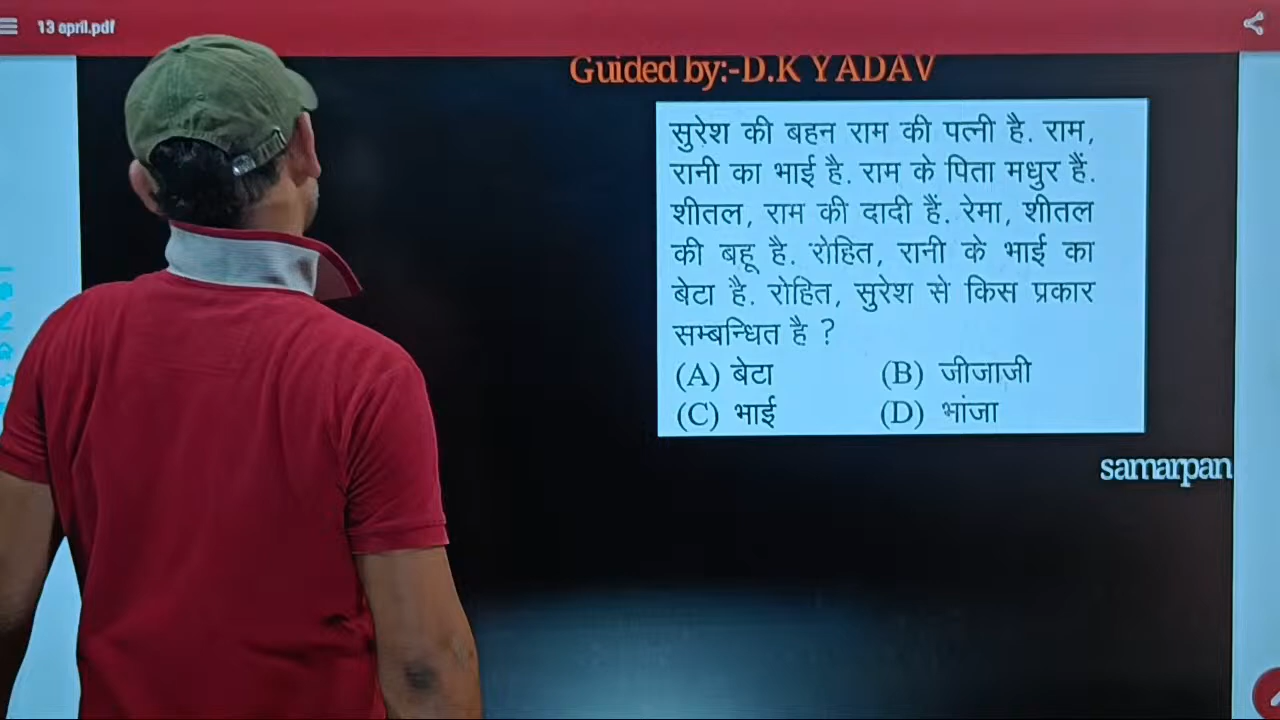 13 april.pdf
Guided by:-D.K YADAV
सुरेश की बहन राम की पत्नी है. राम,
रानी का भाई है. राम के पिता मधुर हैं.
शीतल, राम की दादी हैं. रेमा, शीतल
की बहू है. रोहित, रानी के भाई का
बेटा है. रोहित, सुरेश से किस प्रकार
सम्बन्धित है ?
(A) बेटा (B) जीजाजी
(C) भाई (D) भांजा
samarpan